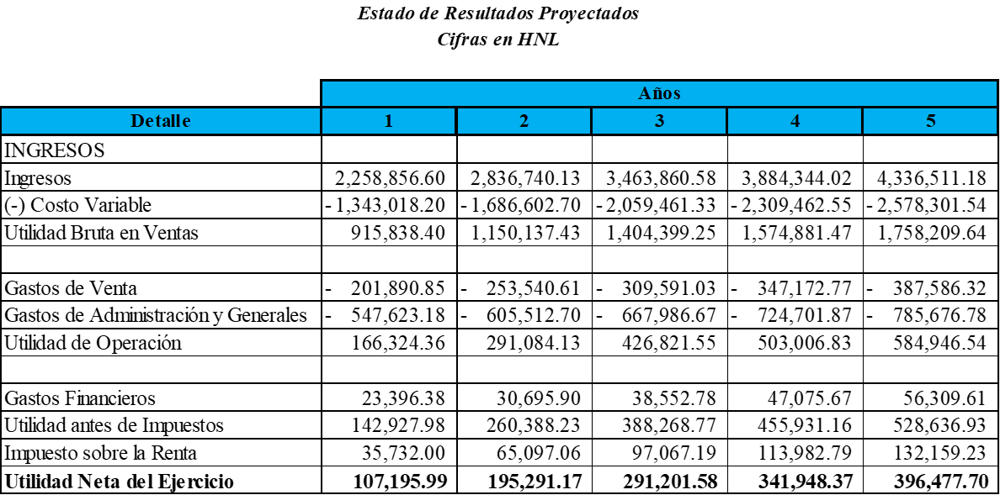 Estado de Resultados Proyectados
Cifras en HNL
Años
Detalle 1 2 3 4 5
INGRESOS
Ingresos 2,258,856.60 2,836,740.13 3,463,860.58 3,884,344.02 4,336,511.18
(-) Costo Variable -1,343,018.20 -1,686,602.70 -2,059,461.33 -2,309,462.55 -2,578,301.54
Utilidad Bruta en Ventas 915,838.40 1,150,137.43 1,404,399.25 1,574,881.47 1,758,209.64
Gastos de Venta - 201,890.85 - 253,540.61 - 309,591.03 - 347,172.77 - 387,586.32
Gastos de Administración y Generales - 547,623.18 - 605,512.70 - 667,986.67 - 724,701.87 - 785,676.78
Utilidad de Operación 166,324.36 291,084.13 426,821.55 503,006.83 584,946.54
Gastos Financieros 23,396.38 30,695.90 38,552.78 47,075.67 56,309.61
Utilidad antes de Impuestos 142,927.98 260,388.23 388,268.77 455,931.16 528,636.93
Impuesto sobre la Renta 35,732.00 65,097.06 97,067.19 113,982.79 132,159.23
Utilidad Neta del Ejercicio 107,195.99 195,291.17 291,201.58 341,948.37 396,477.70